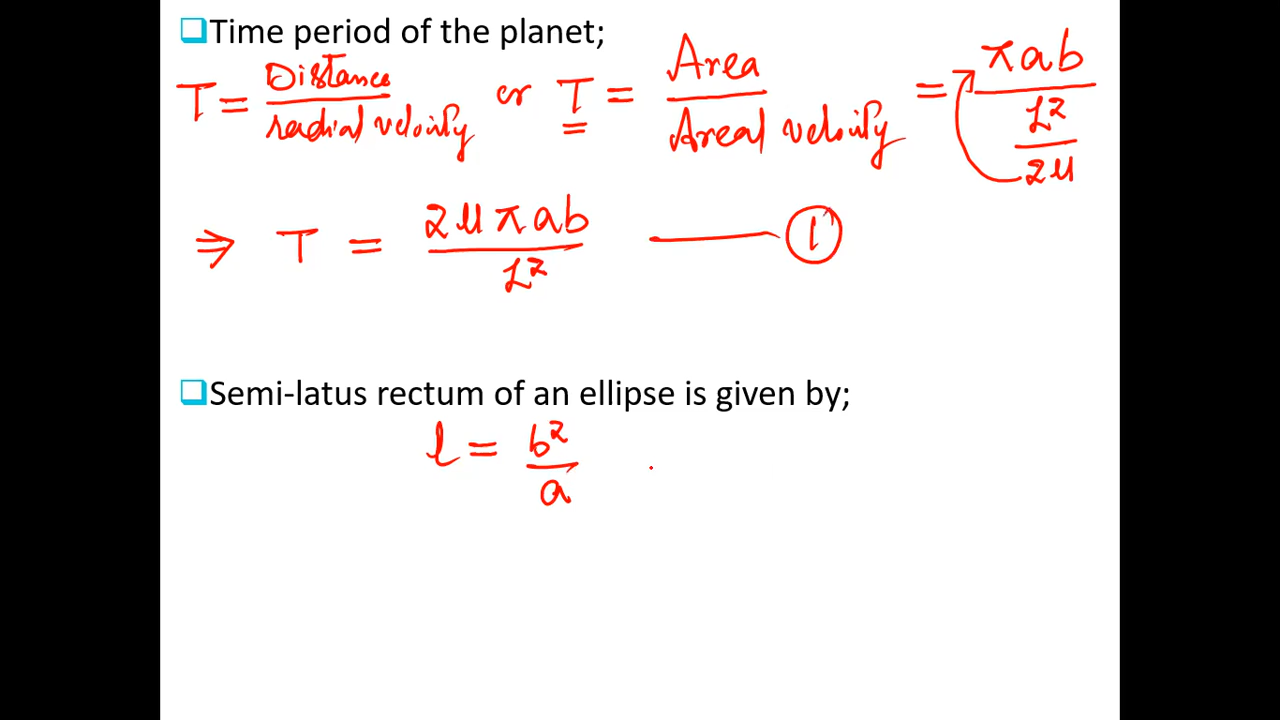 ❑Time period of the planet;
T = Distance / radial velocity or T = Area / Areal velocity = πab / (L² / 2μ)
⇒ T = 2μπab / L² —— ①
❑Semi-latus rectum of an ellipse is given by;
l = b² / a